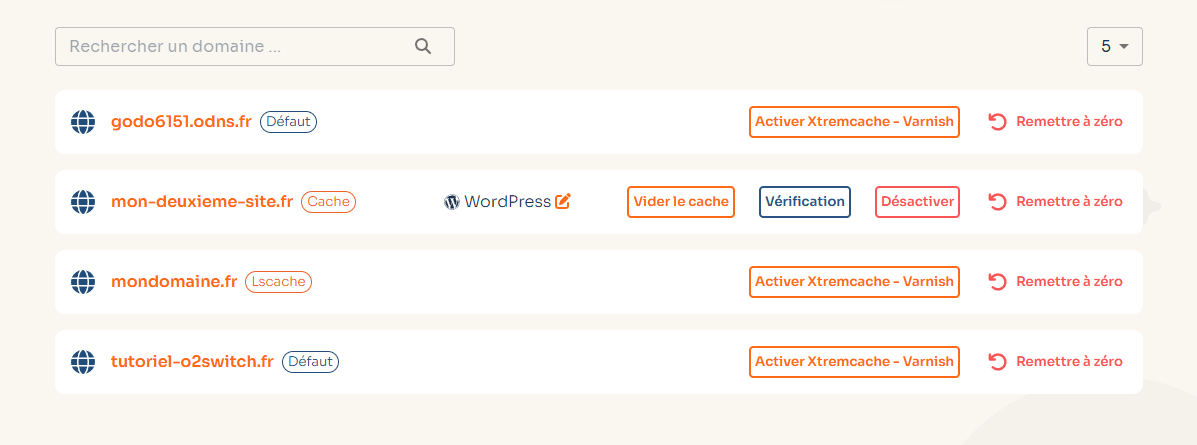 Rechercher un domaine ...
5
godo6151.odns.fr Défaut Activer Xtremcache - Varnish Remettre à zéro
mon-deuxieme-site.fr Cache WordPress Vider le cache Vérification Désactiver Remettre à zéro
mondomaine.fr Lscache Activer Xtremcache - Varnish Remettre à zéro
tutoriel-o2switch.fr Défaut Activer Xtremcache - Varnish Remettre à zéro